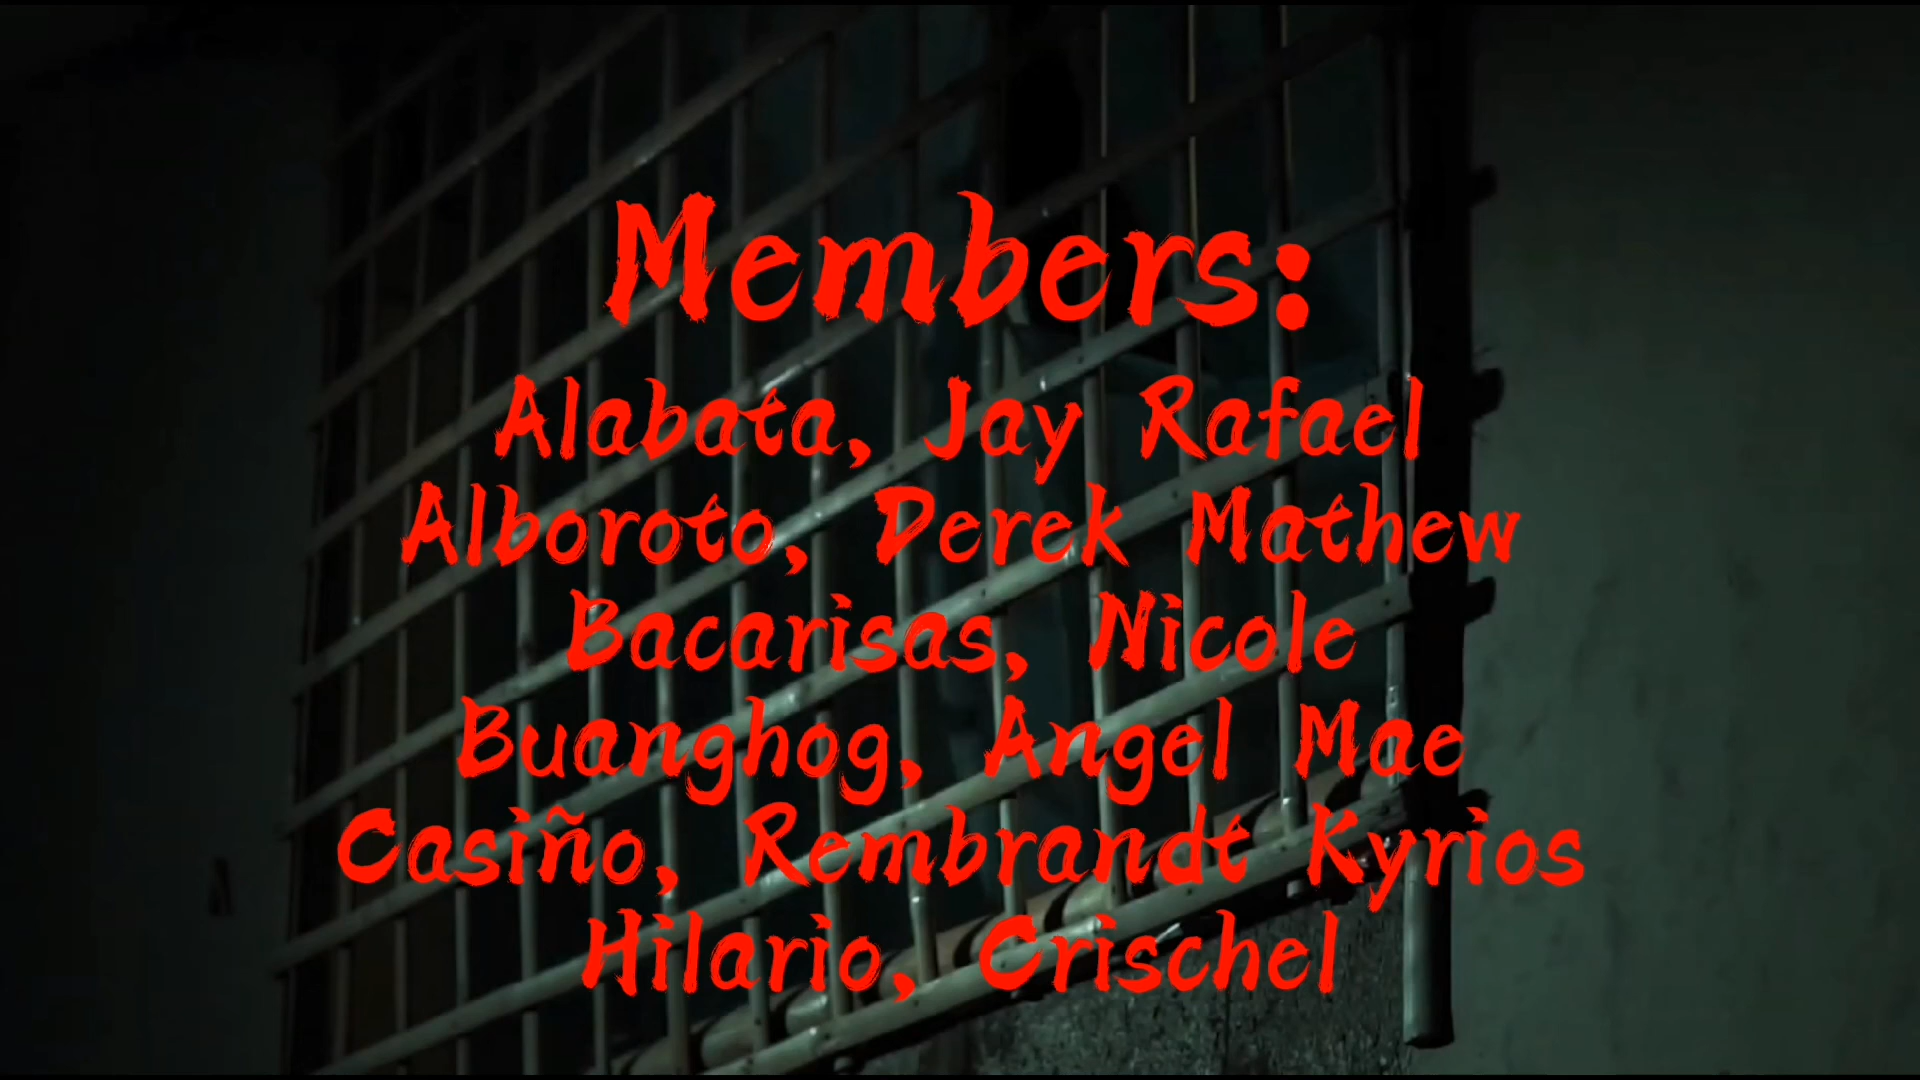 Members:
Alabata, Jay Rafael
Alboroto, Derek Mathew
Bacarisas, Nicole
Buanghog, Angel Mae
Casiño, Rembrandt Kyrios
Hilario, Crischel